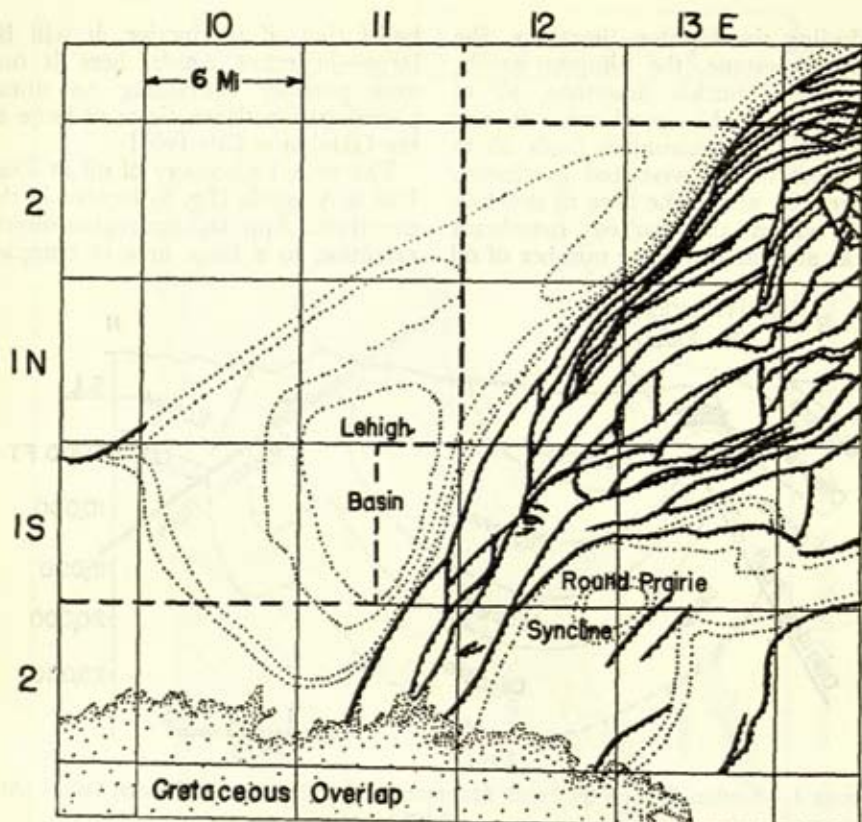 10 11 12 13 E
6 Mi
2
1N
Lehigh
Basin
1S
Round Prairie
Syncline
2
Cretaceous Overlap